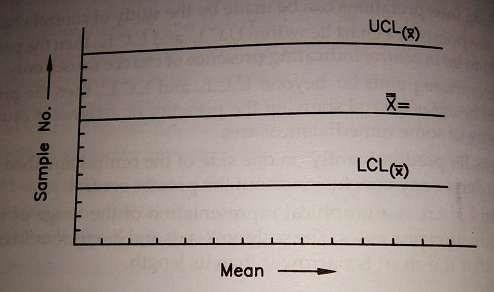 UCL(x̄)
X̿=
LCL(x̄)
Sample No.
Mean